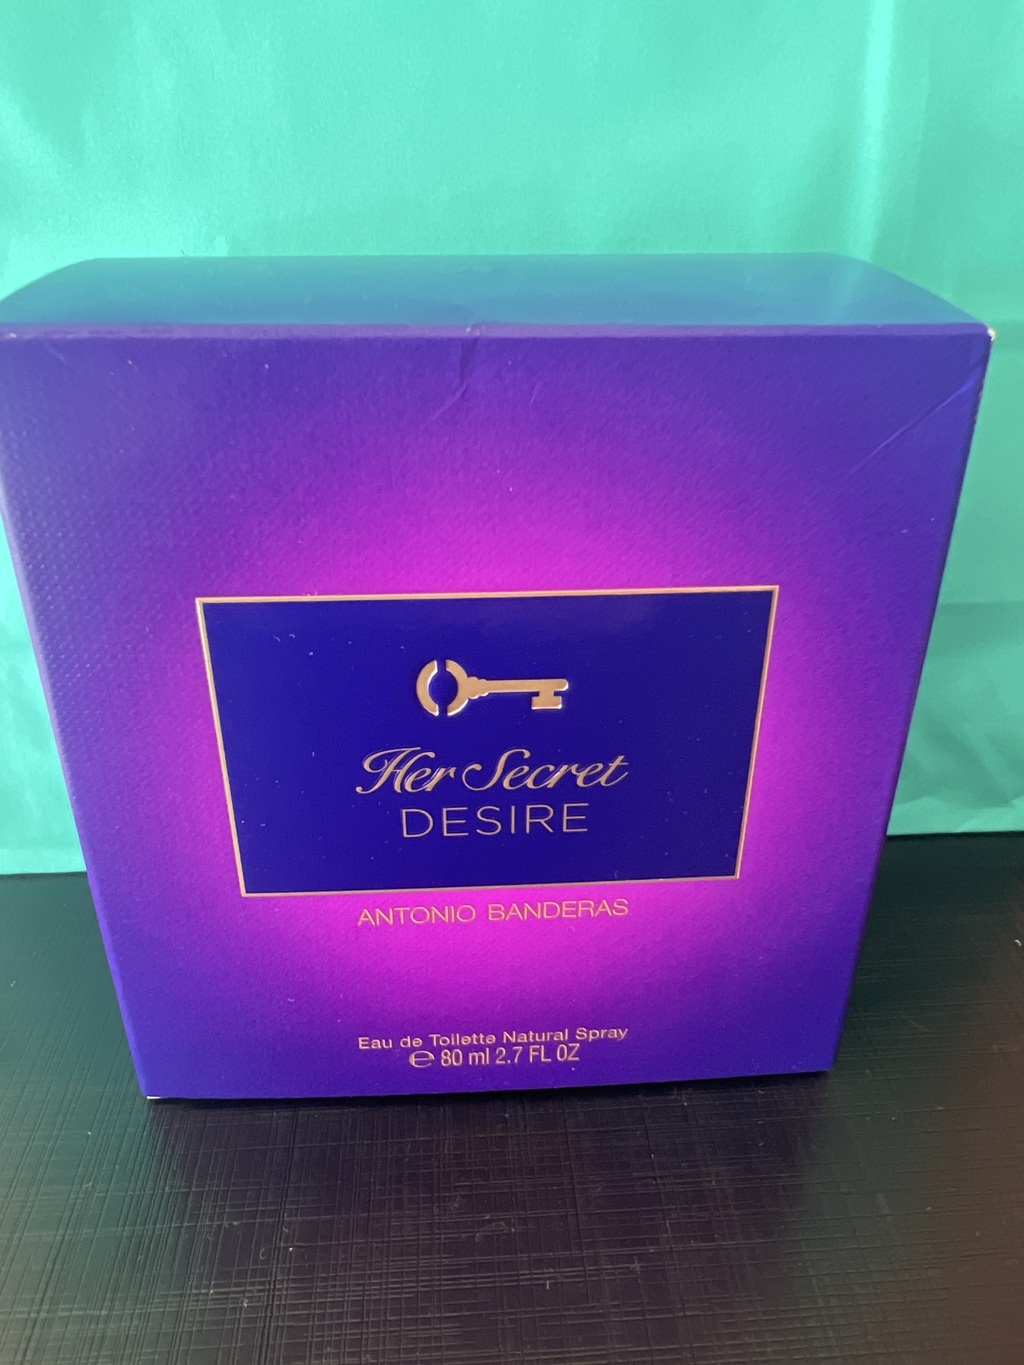 Her Secret
DESIRE
ANTONIO BANDERAS
Eau de Toilette Natural Spray
℮ 80 ml 2.7 FL OZ